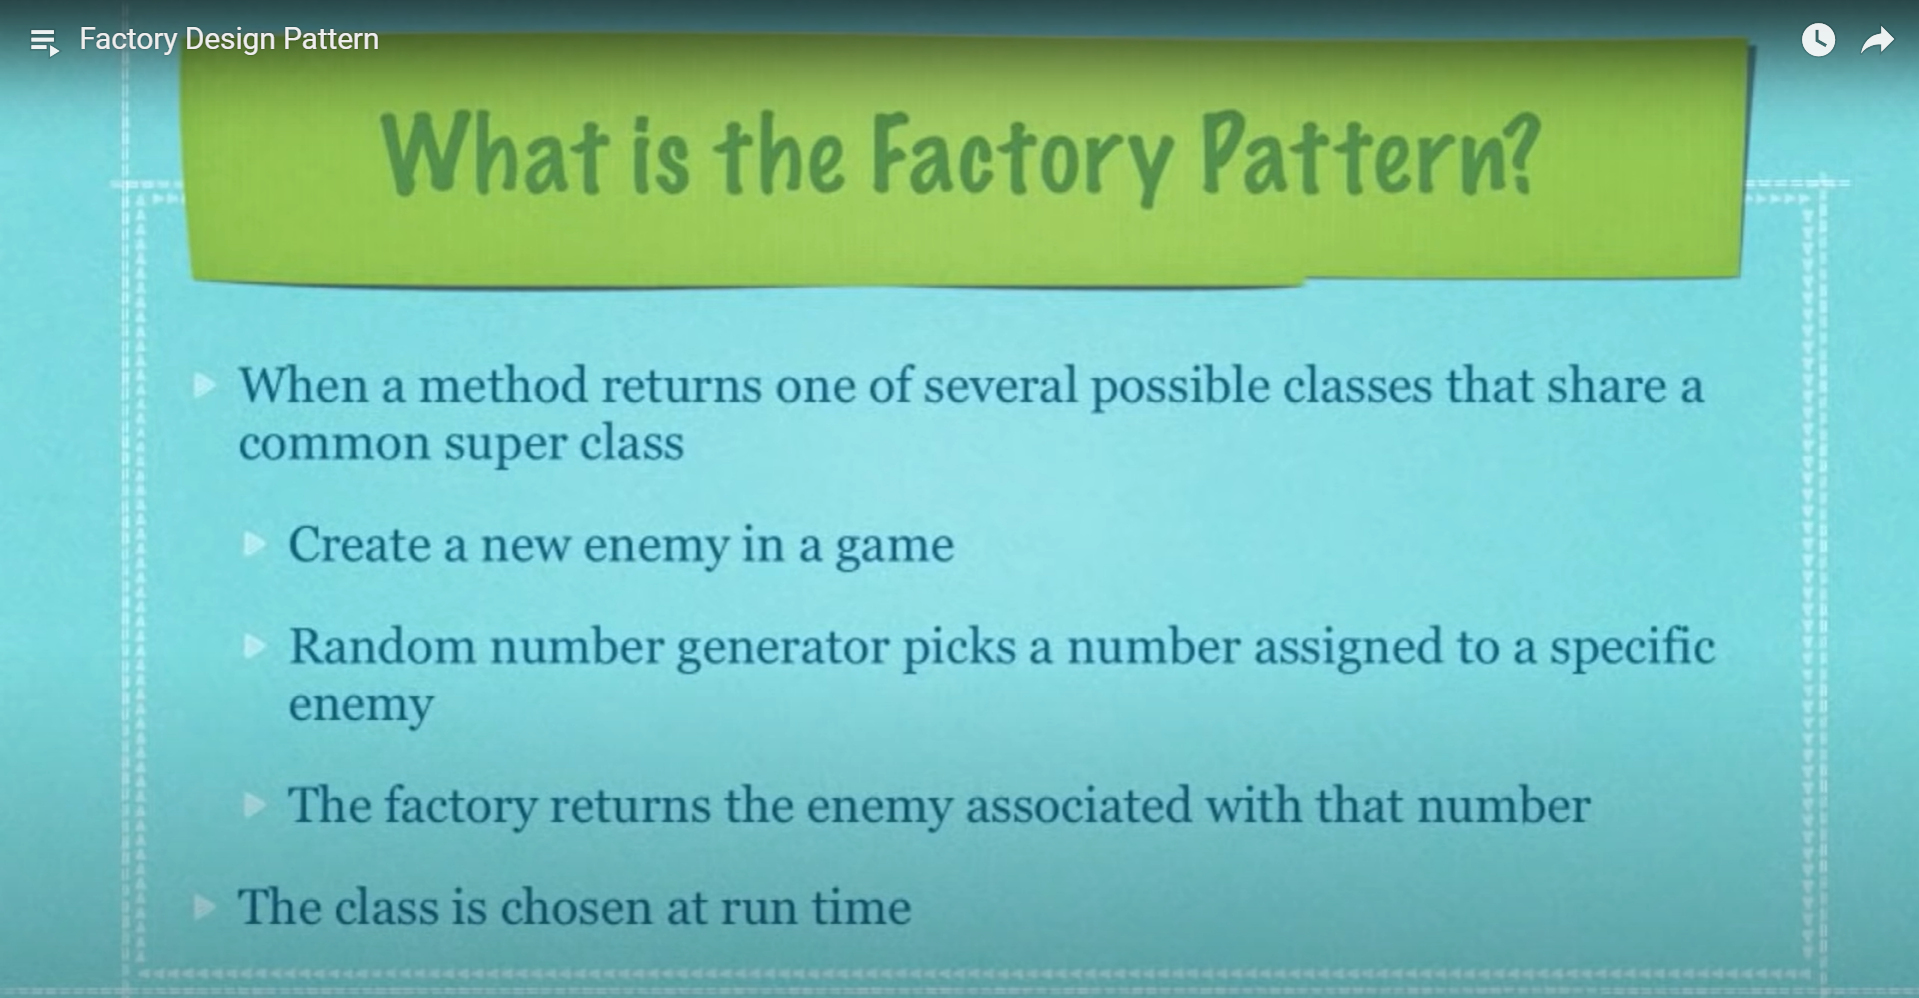 Factory Design Pattern
What is the Factory Pattern?
When a method returns one of several possible classes that share a
common super class
Create a new enemy in a game
Random number generator picks a number assigned to a specific
enemy
The factory returns the enemy associated with that number
The class is chosen at run time